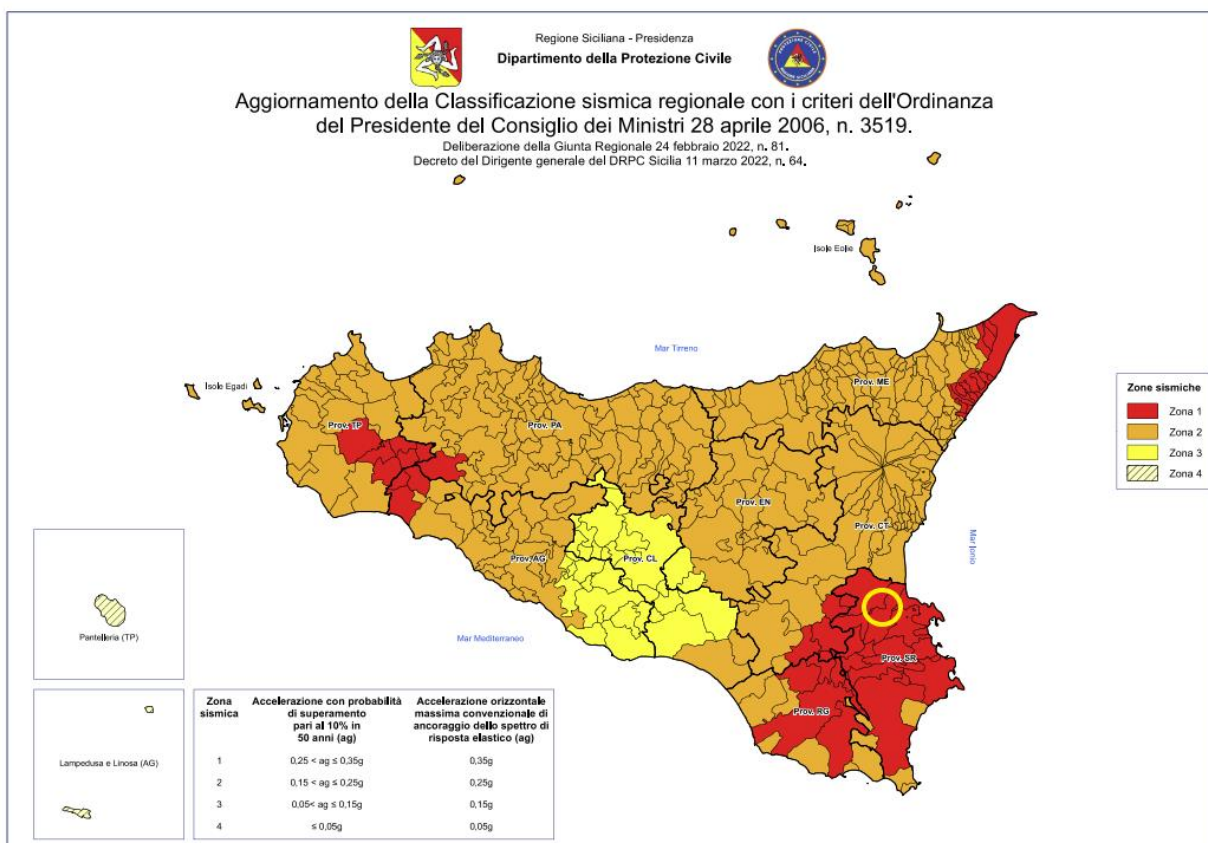 Regione Siciliana - Presidenza
Dipartimento della Protezione Civile
Aggiornamento della Classificazione sismica regionale con i criteri dell'Ordinanza
del Presidente del Consiglio dei Ministri 28 aprile 2006, n. 3519.
Deliberazione della Giunta Regionale 24 febbraio 2022, n. 81.
Decreto del Dirigente generale del DRPC Sicilia 11 marzo 2022, n. 64.
Isole Eolie
Mar Tirreno
Isole Egadi
Prov. ME
Prov. TP
Prov. PA
Prov. EN
Prov. CT
Prov. AG
Prov. CL
Mar Ionio
Mar Mediterraneo
Prov. SR
Prov. RG
Zone sismiche
Zona 1
Zona 2
Zona 3
Zona 4
Pantelleria (TP)
Lampedusa e Linosa (AG)
Zona sismica
Accelerazione con probabilità di superamento pari al 10% in 50 anni (ag)
Accelerazione orizzontale massima convenzionale di ancoraggio dello spettro di risposta elastico (ag)
1 0,25 < ag ≤ 0,35g 0,35g
2 0,15 < ag ≤ 0,25g 0,25g
3 0,05< ag ≤ 0,15g 0,15g
4 ≤ 0,05g 0,05g